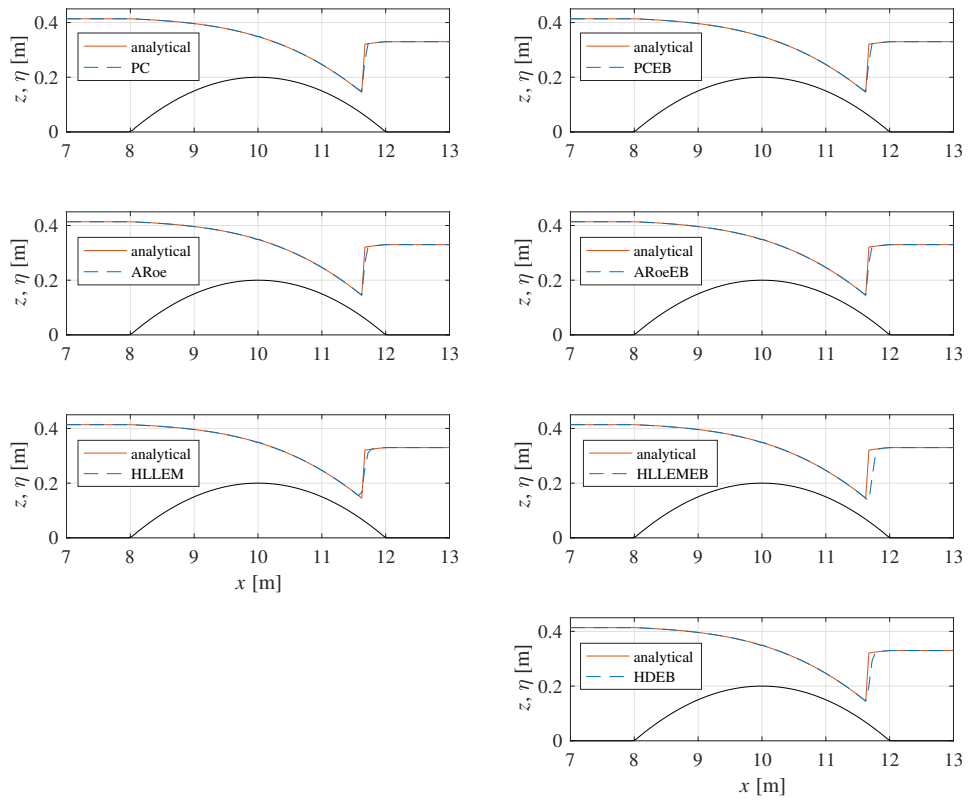 z, η [m]
0.4
0.2
0
analytical
PC
7 8 9 10 11 12 13
z, η [m]
0.4
0.2
0
analytical
PCEB
7 8 9 10 11 12 13
z, η [m]
0.4
0.2
0
analytical
ARoe
7 8 9 10 11 12 13
z, η [m]
0.4
0.2
0
analytical
ARoeEB
7 8 9 10 11 12 13
z, η [m]
0.4
0.2
0
analytical
HLLEM
7 8 9 10 11 12 13
x [m]
z, η [m]
0.4
0.2
0
analytical
HLLEMEB
7 8 9 10 11 12 13
z, η [m]
0.4
0.2
0
analytical
HDEB
7 8 9 10 11 12 13
x [m]